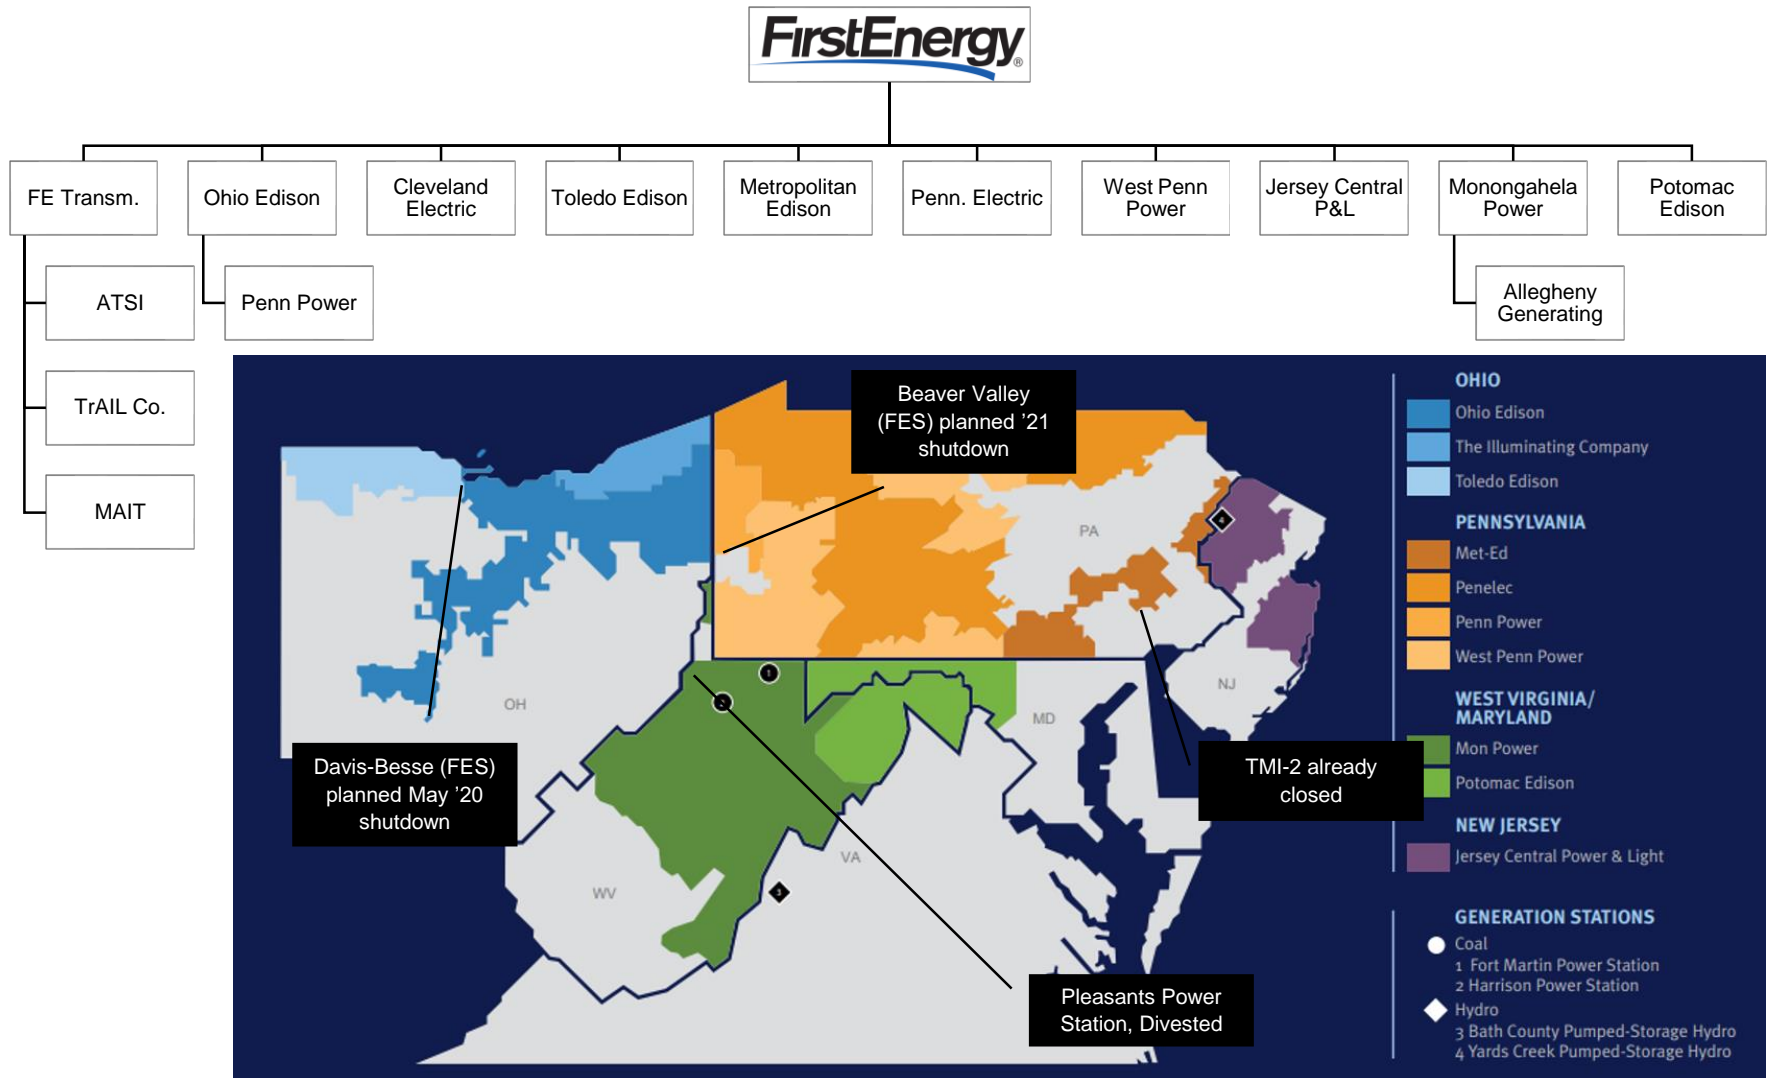 FirstEnergy®
FE Transm.
Ohio Edison
Cleveland
Electric
Toledo Edison
Metropolitan
Edison
Penn. Electric
West Penn
Power
Jersey Central
P&L
Monongahela
Power
Potomac
Edison
ATSI
Penn Power
Allegheny
Generating
TrAIL Co.
MAIT
Beaver Valley
(FES) planned ’21
shutdown
PA
4
NJ
OH
1
2
MD
Davis-Besse (FES)
planned May ’20
shutdown
TMI-2 already
closed
VA
WV
3
Pleasants Power
Station, Divested
OHIO
Ohio Edison
The Illuminating Company
Toledo Edison
PENNSYLVANIA
Met-Ed
Penelec
Penn Power
West Penn Power
WEST VIRGINIA/
MARYLAND
Mon Power
Potomac Edison
NEW JERSEY
Jersey Central Power & Light
GENERATION STATIONS
Coal
1 Fort Martin Power Station
2 Harrison Power Station
Hydro
3 Bath County Pumped-Storage Hydro
4 Yards Creek Pumped-Storage Hydro